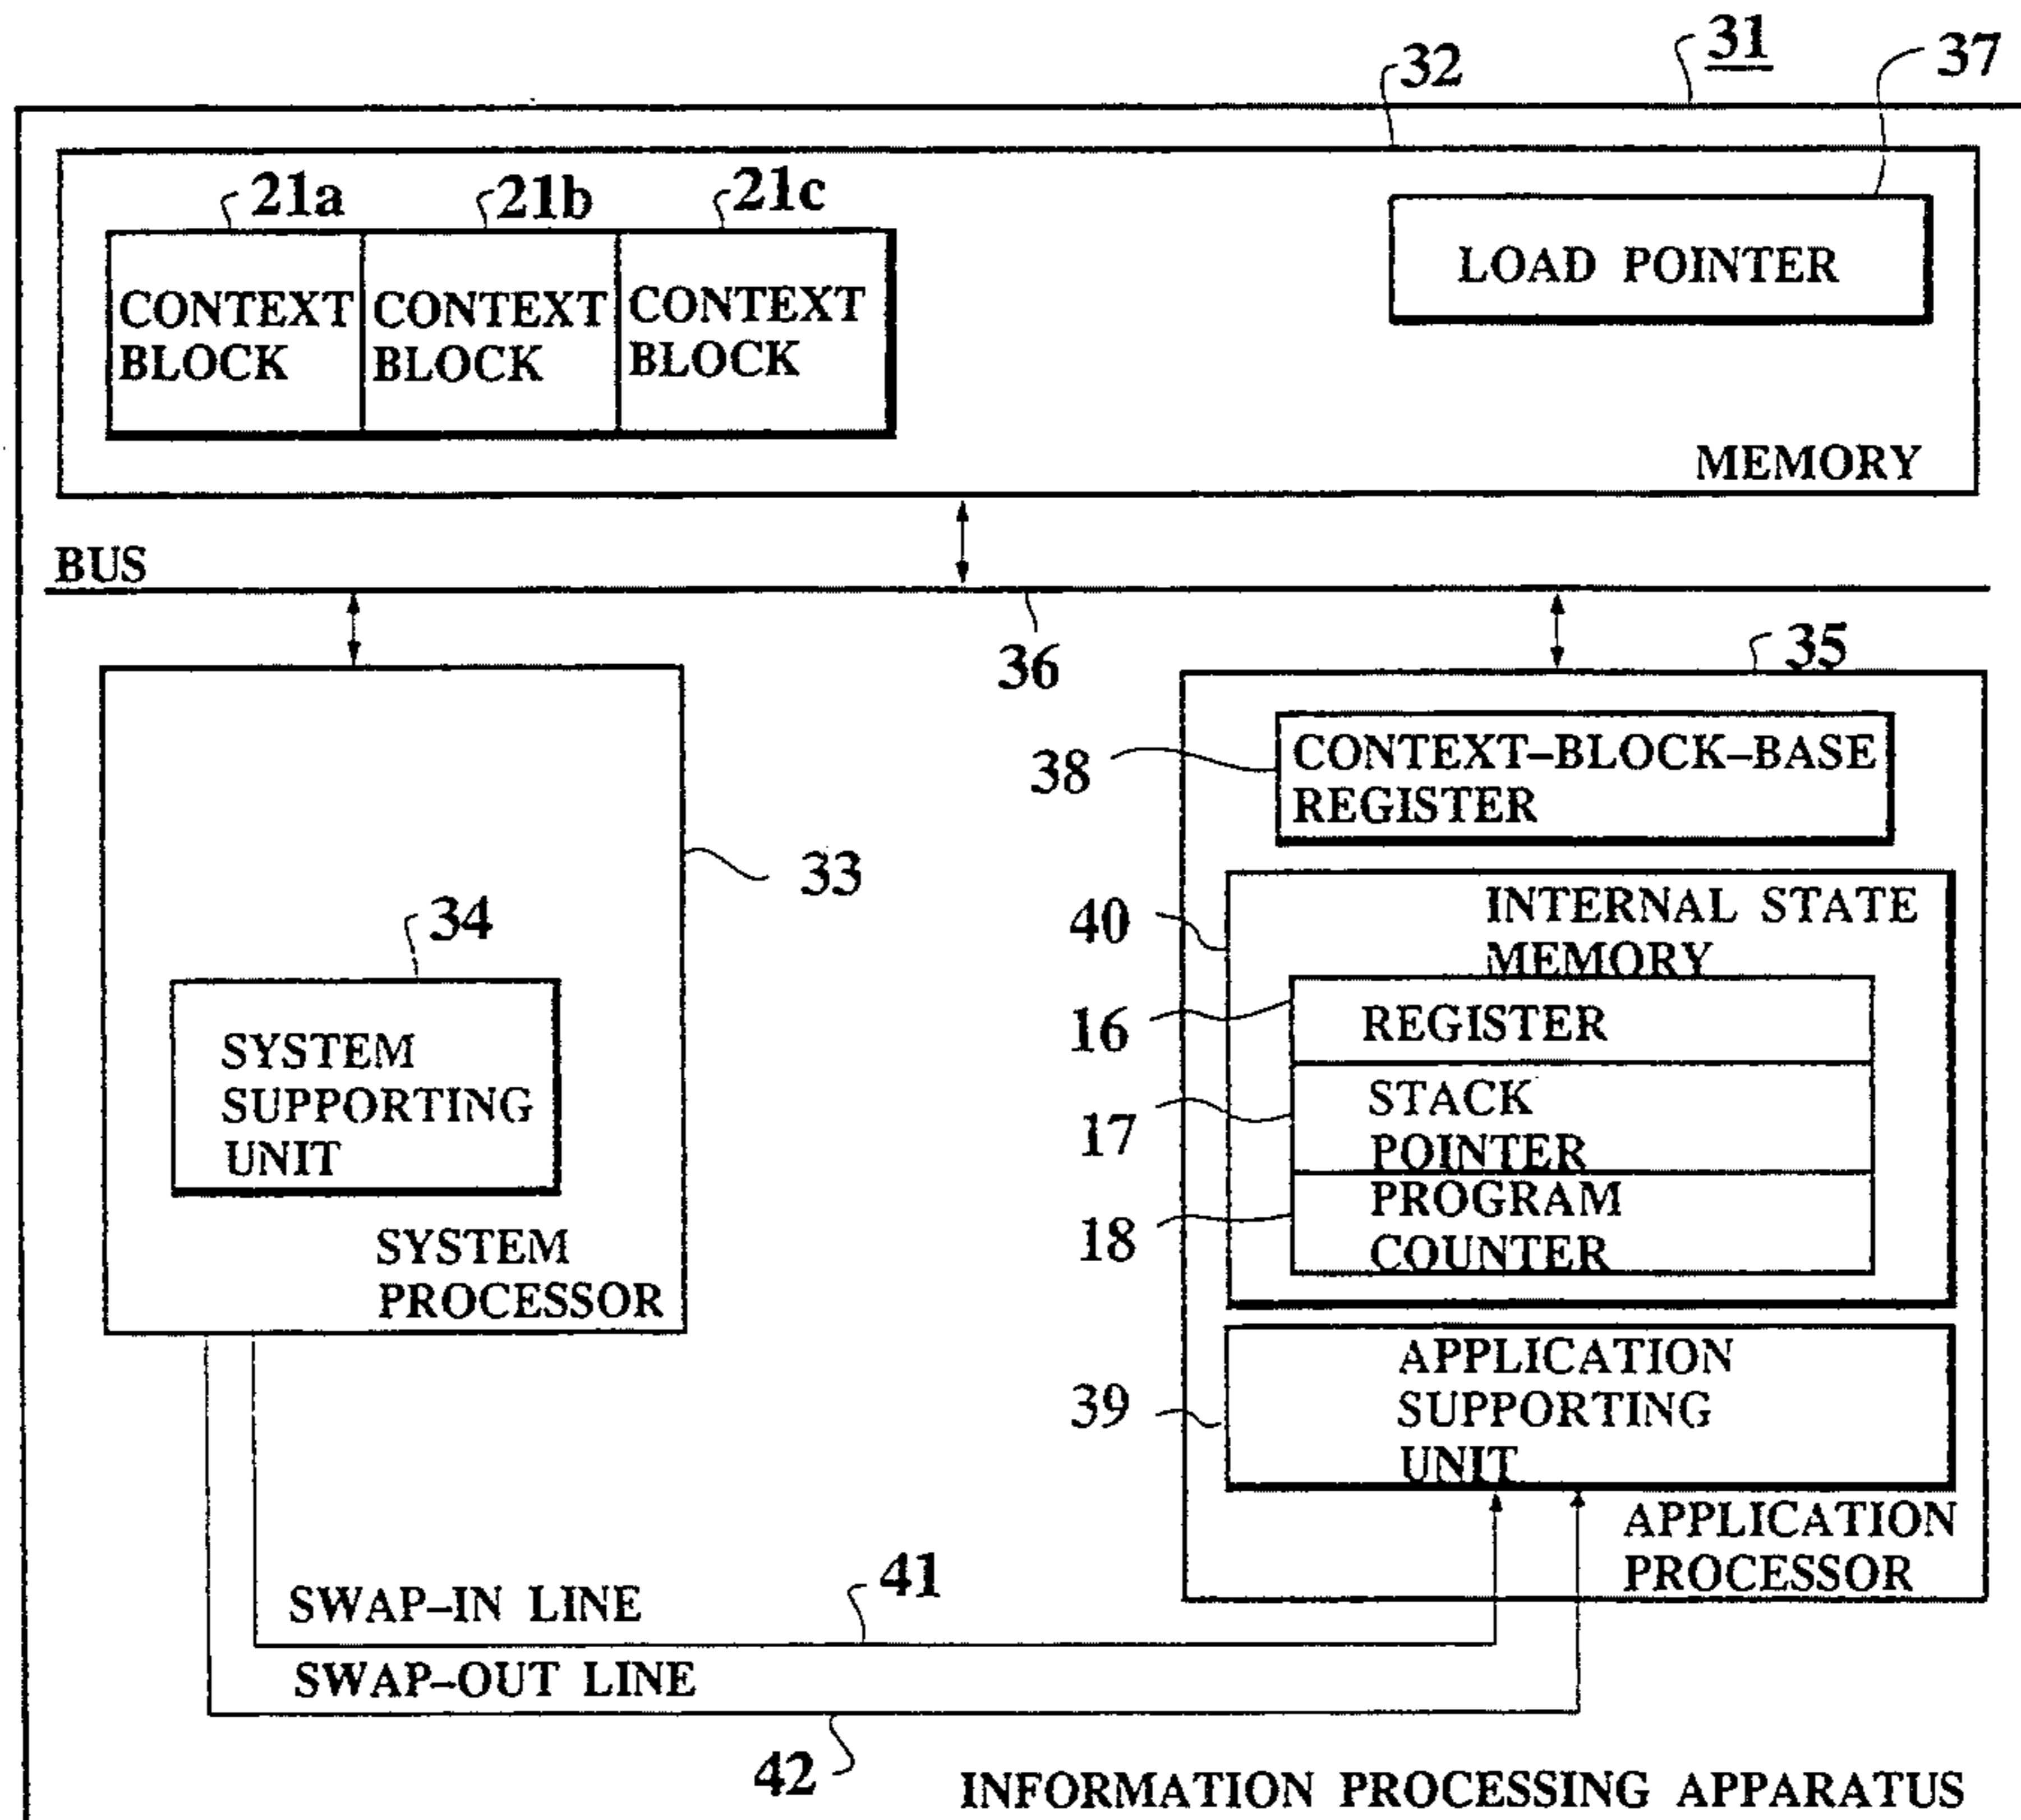 31
32
37
21a
21b
21c
CONTEXT
BLOCK
CONTEXT
BLOCK
CONTEXT
BLOCK
LOAD POINTER
MEMORY
BUS
36
35
38
CONTEXT–BLOCK–BASE
REGISTER
33
34
SYSTEM
SUPPORTING
UNIT
SYSTEM
PROCESSOR
40
INTERNAL STATE
MEMORY
16
REGISTER
17
STACK
POINTER
18
PROGRAM
COUNTER
39
APPLICATION
SUPPORTING
UNIT
APPLICATION
PROCESSOR
SWAP–IN LINE
41
SWAP–OUT LINE
42
INFORMATION PROCESSING APPARATUS